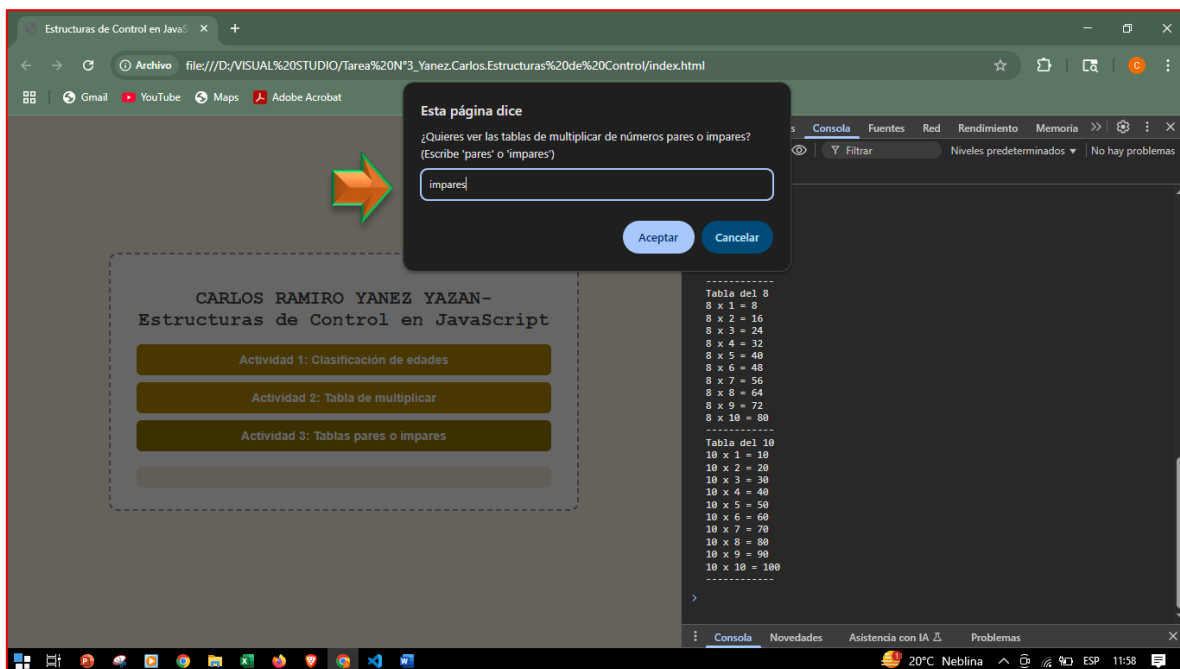 Estructuras de Control en JavaS
Archivo file:///D:/VISUAL%20STUDIO/Tarea%20N°3_Yanez.Carlos.Estructuras%20de%20Control/index.html
Gmail YouTube Maps Adobe Acrobat
Esta página dice
¿Quieres ver las tablas de multiplicar de números pares o impares?
(Escribe 'pares' o 'impares')
impares
Aceptar Cancelar
s Consola Fuentes Red Rendimiento Memoria
Filtrar Niveles predeterminados No hay problemas
CARLOS RAMIRO YANEZ YAZAN-
Estructuras de Control en JavaScript
Actividad 1: Clasificación de edades
Actividad 2: Tabla de multiplicar
Actividad 3: Tablas pares o impares
------------
Tabla del 8
8 x 1 = 8
8 x 2 = 16
8 x 3 = 24
8 x 4 = 32
8 x 5 = 40
8 x 6 = 48
8 x 7 = 56
8 x 8 = 64
8 x 9 = 72
8 x 10 = 80
------------
Tabla del 10
10 x 1 = 10
10 x 2 = 20
10 x 3 = 30
10 x 4 = 40
10 x 5 = 50
10 x 6 = 60
10 x 7 = 70
10 x 8 = 80
10 x 9 = 90
10 x 10 = 100
------------
Consola Novedades Asistencia con IA Problemas
20°C Neblina ESP 11:58